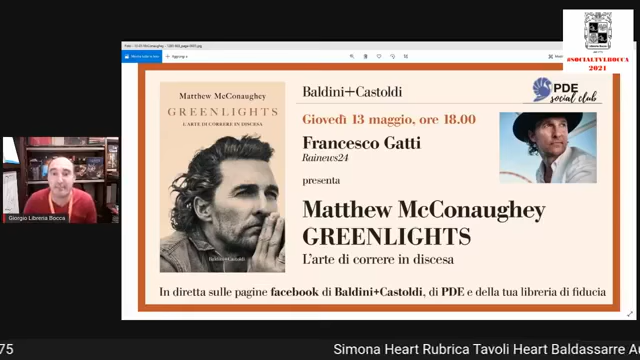 #SOCIALTVLBOCCA
2021
Matthew McConaughey
GREENLIGHTS
L'ARTE DI CORRERE IN DISCESA
Baldini+Castoldi
Baldini+Castoldi
PDE
social club
Giovedì 13 maggio, ore 18.00
Francesco Gatti
Rainews24
presenta
Matthew McConaughey
GREENLIGHTS
L'arte di correre in discesa
In diretta sulle pagine facebook di Baldini+Castoldi, di PDE e della tua libreria di fiducia
Giorgio Libreria Bocca
75
Simona Heart Rubrica Tavoli Heart Baldassarre Au